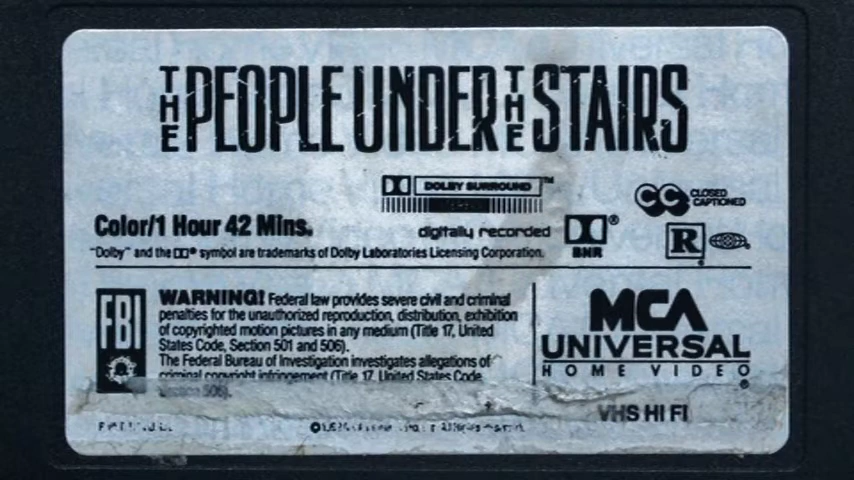 THE PEOPLE UNDER THE STAIRS
DOLBY SURROUND™
CC CLOSED CAPTIONED
Color/1 Hour 42 Mins.
digitally recorded
BNR
R
"Dolby" and the symbol are trademarks of Dolby Laboratories Licensing Corporation.
FBI
WARNING! Federal law provides severe civil and criminal
penalties for the unauthorized reproduction, distribution, exhibition
of copyrighted motion pictures in any medium (Title 17, United
States Code, Section 501 and 506).
The Federal Bureau of Investigation investigates allegations of
criminal copyright infringement (Title 17, United States Code,
506).
MCA
UNIVERSAL
HOME VIDEO
VHS HI FI